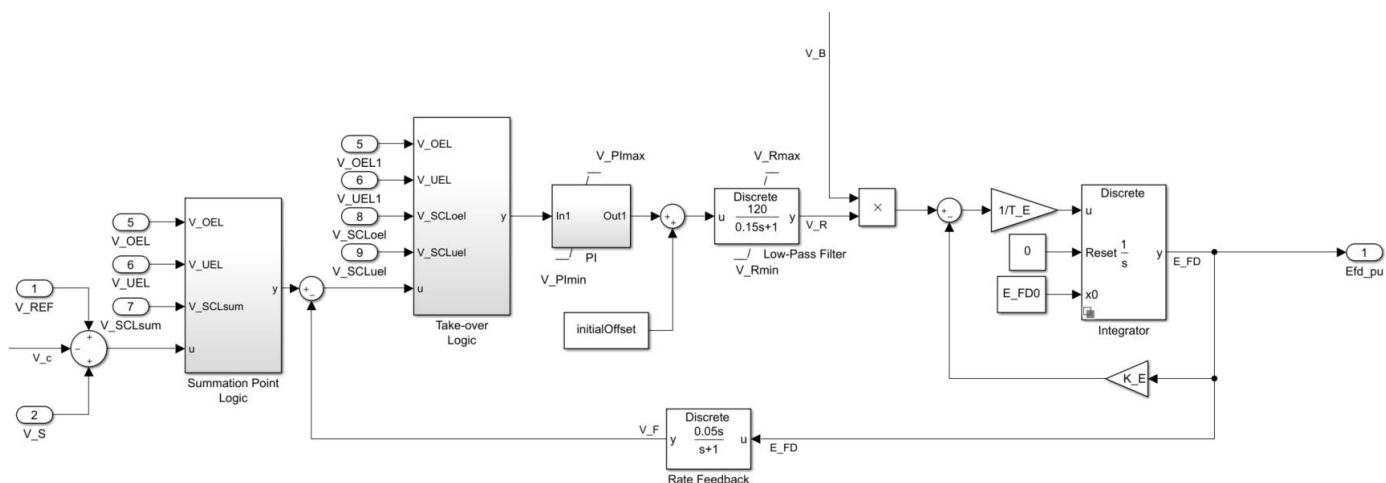 V_B
5
V_OEL1
6
V_UEL1
8
V_SCLoel
9
V_SCLuel
V_OEL
V_UEL
V_SCLoel
V_SCLuel
u
y
Take-over
Logic
V_PImax
In1
Out1
PI
V_PImin
+
+
initialOffset
V_Rmax
Discrete
u
120
0.15s+1
y
V_R
Low-Pass Filter
V_Rmin
×
+
−
1/T_E
Discrete
u
Reset
1
s
x0
y
Integrator
0
E_FD0
E_FD
1
Efd_pu
K_E
5
V_OEL
6
V_UEL
7
V_SCLsum
V_OEL
V_UEL
V_SCLsum
u
y
Summation Point
Logic
+
−
1
V_REF
+
−
+
V_c
2
V_S
V_F
Discrete
y
0.05s
s+1
u
Rate Feedback
E_FD